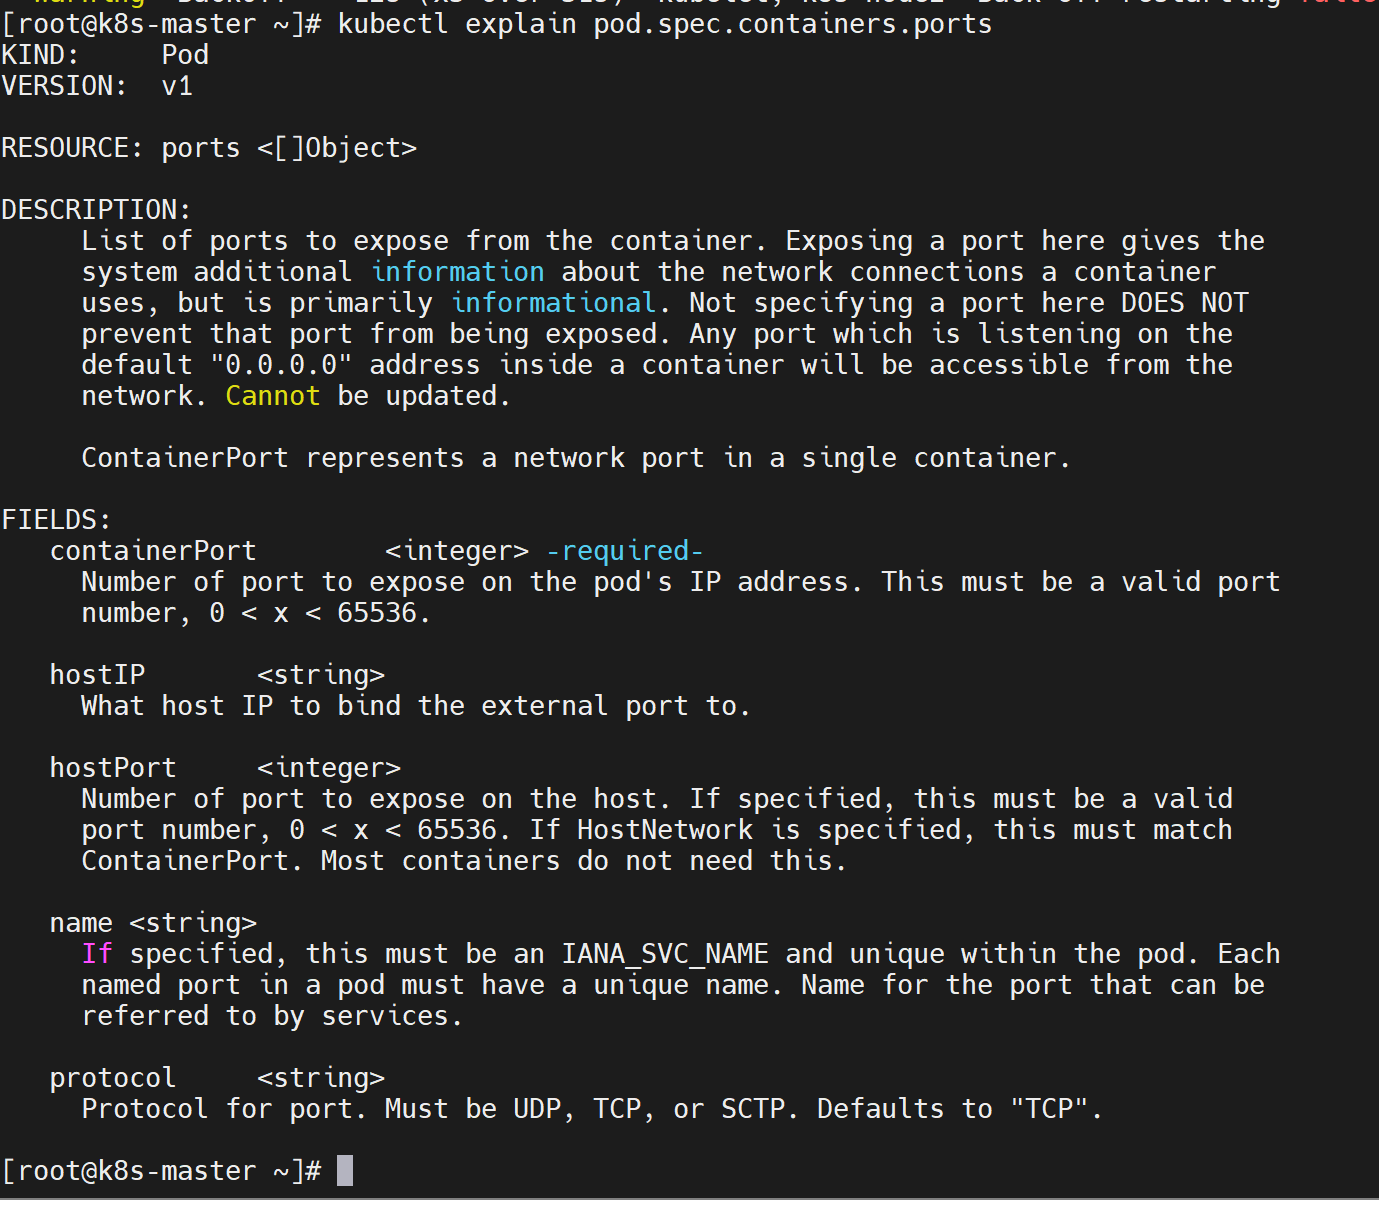 [root@k8s-master ~]# kubectl explain pod.spec.containers.ports
KIND:     Pod
VERSION:  v1

RESOURCE: ports <[]Object>

DESCRIPTION:
     List of ports to expose from the container. Exposing a port here gives the
     system additional information about the network connections a container
     uses, but is primarily informational. Not specifying a port here DOES NOT
     prevent that port from being exposed. Any port which is listening on the
     default "0.0.0.0" address inside a container will be accessible from the
     network. Cannot be updated.

     ContainerPort represents a network port in a single container.

FIELDS:
   containerPort        <integer> -required-
     Number of port to expose on the pod's IP address. This must be a valid port
     number, 0 < x < 65536.

   hostIP       <string>
     What host IP to bind the external port to.

   hostPort     <integer>
     Number of port to expose on the host. If specified, this must be a valid
     port number, 0 < x < 65536. If HostNetwork is specified, this must match
     ContainerPort. Most containers do not need this.

   name <string>
     If specified, this must be an IANA_SVC_NAME and unique within the pod. Each
     named port in a pod must have a unique name. Name for the port that can be
     referred to by services.

   protocol     <string>
     Protocol for port. Must be UDP, TCP, or SCTP. Defaults to "TCP".

[root@k8s-master ~]#